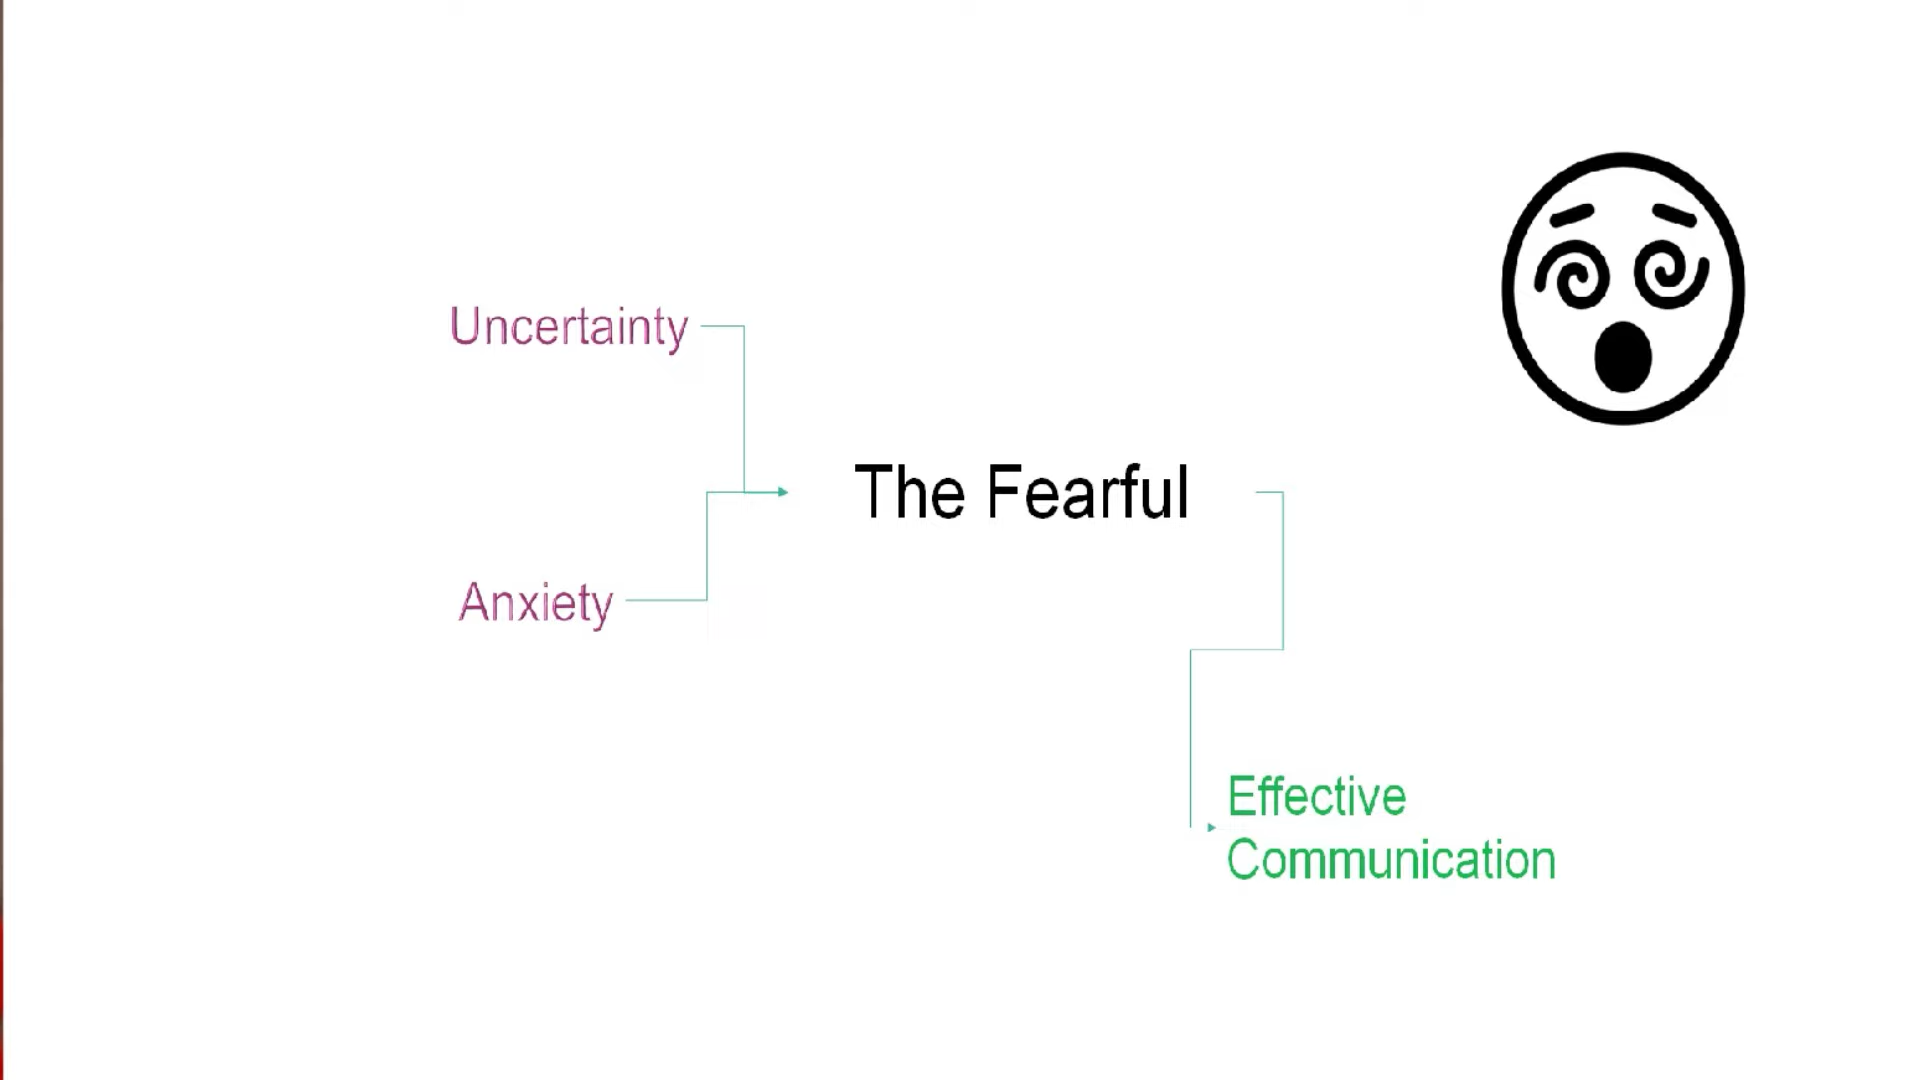 Uncertainty
The Fearful
Anxiety
Effective
Communication